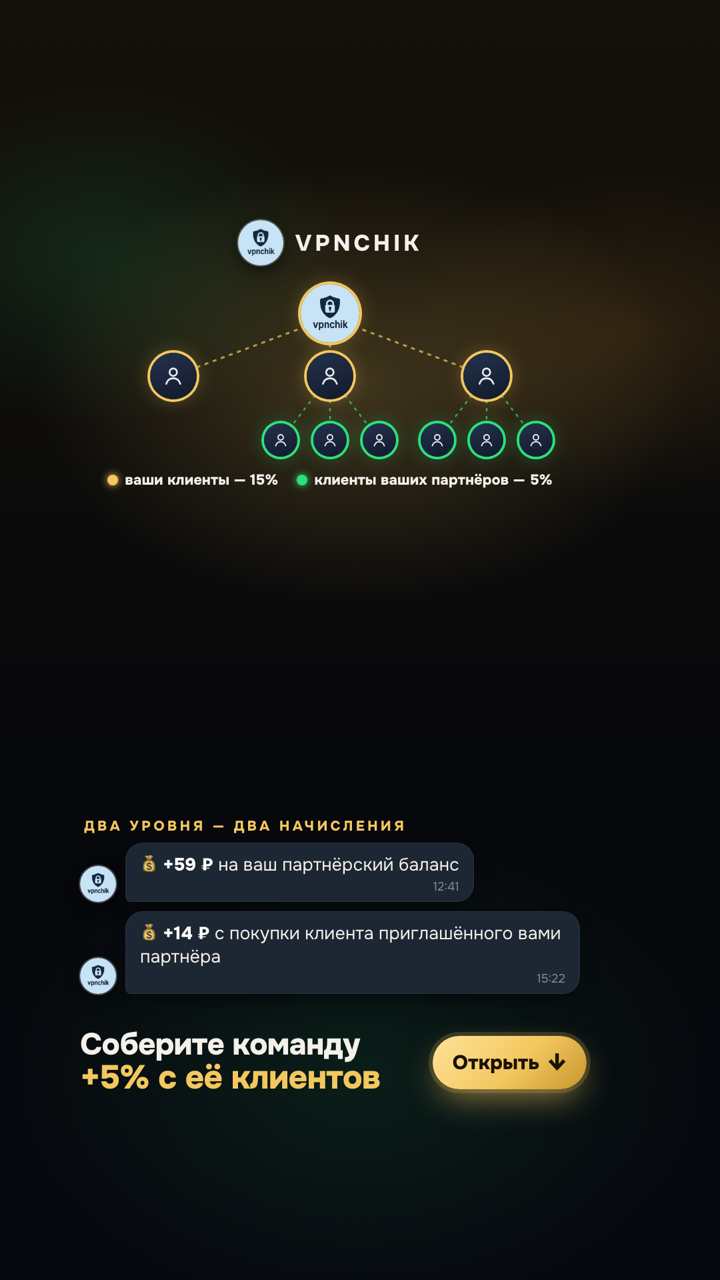 vpnchik
VPNCHIK
vpnchik
ваши клиенты — 15%
клиенты ваших партнёров — 5%
ДВА УРОВНЯ — ДВА НАЧИСЛЕНИЯ
vpnchik
💰 +59 ₽ на ваш партнёрский баланс
12:41
vpnchik
💰 +14 ₽ с покупки клиента приглашённого вами
партнёра
15:22
Соберите команду
+5% с её клиентов
Открыть ↓